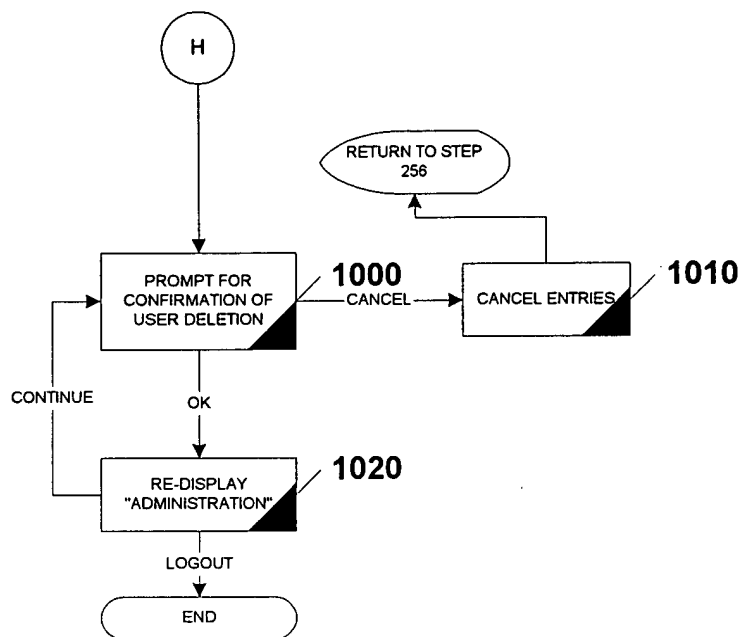 H
RETURN TO STEP
256
PROMPT FOR
CONFIRMATION OF
USER DELETION
1000
CANCEL
CANCEL ENTRIES
1010
CONTINUE
OK
RE-DISPLAY
"ADMINISTRATION"
1020
LOGOUT
END